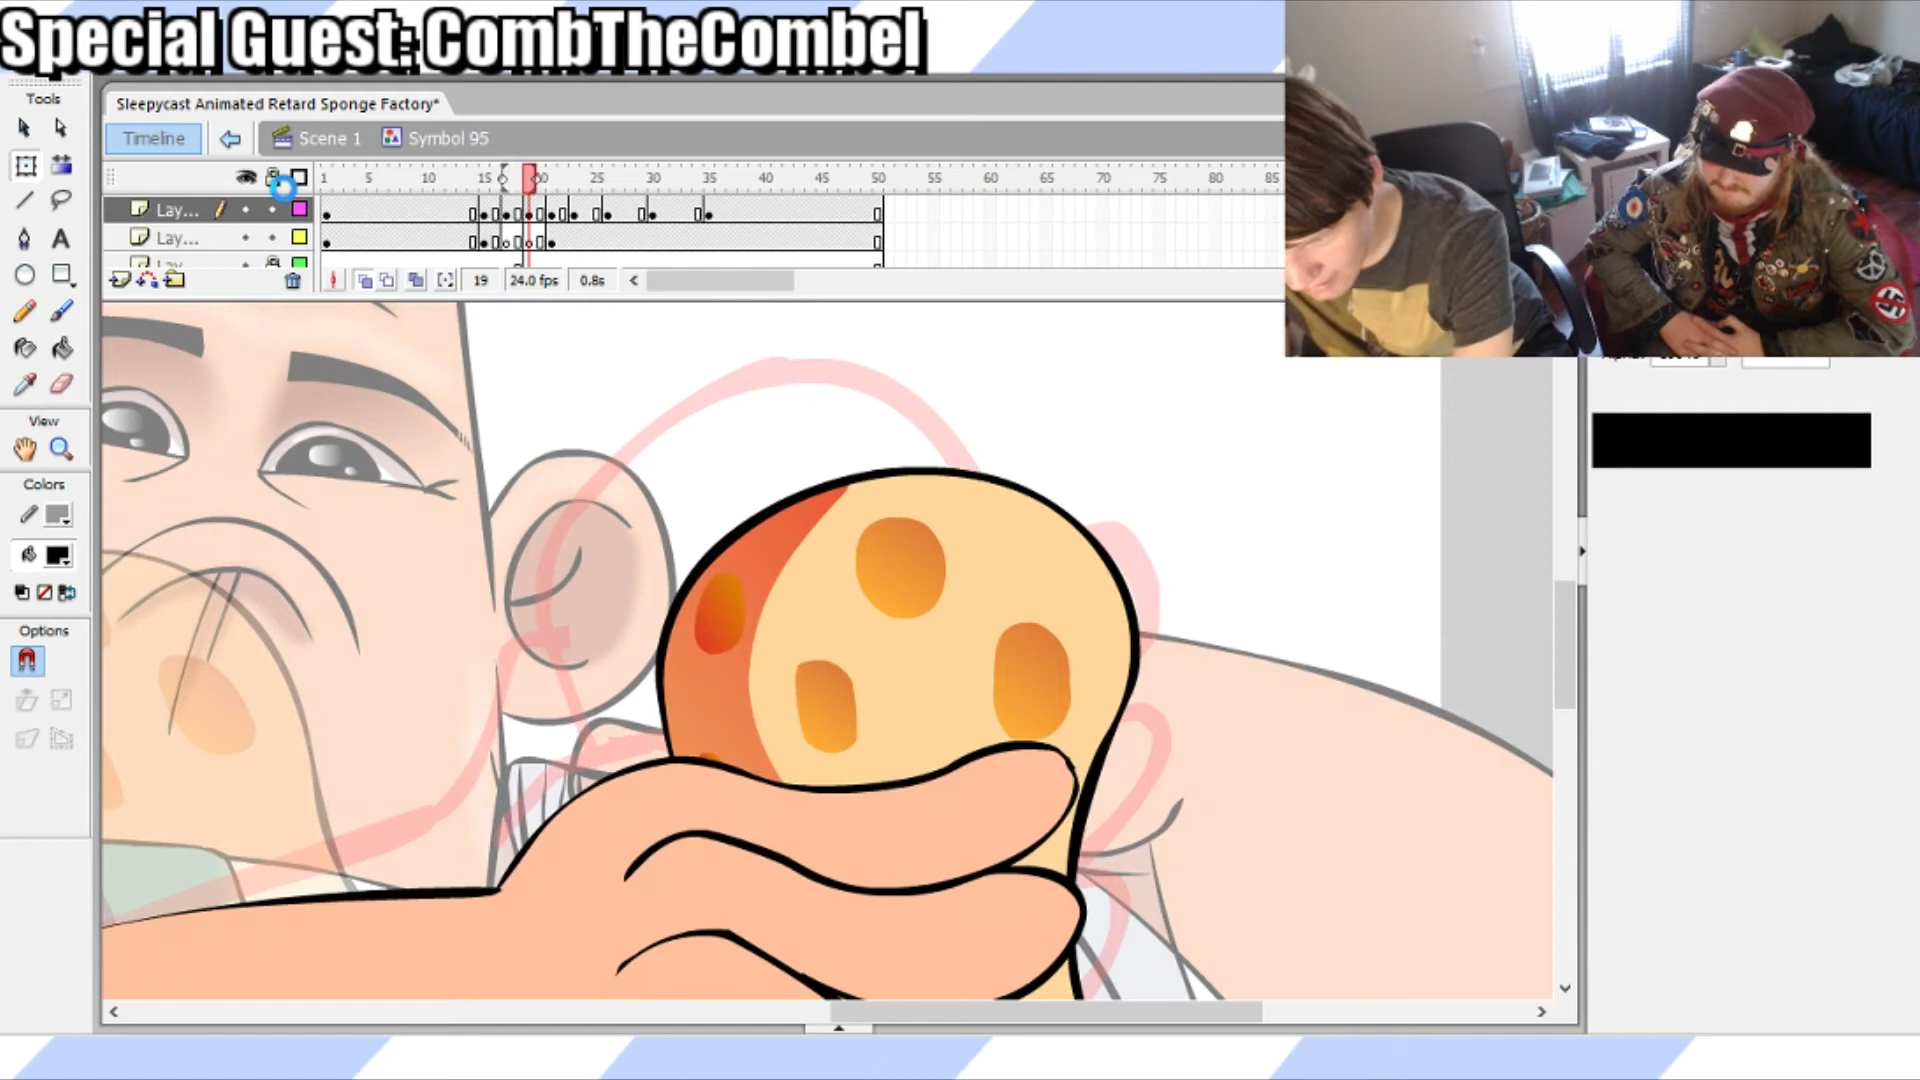 Special Guest: CombTheCombel
Tools
Sleepycast Animated Retard Sponge Factory*
Timeline
Scene 1
Symbol 95
1 5 10 15 20 25 30 35 40 45 50 55 60 65 70 75 80 85
Lay...
Lay...
19
24.0 fps
0.8s
View
Colors
Options